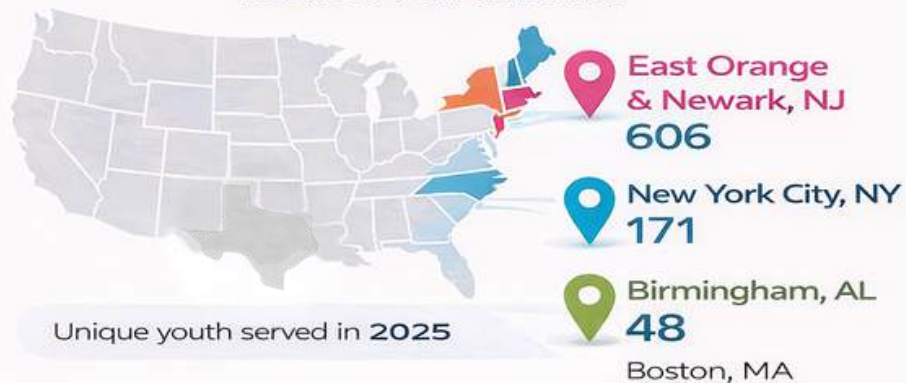 East Orange
& Newark, NJ
606
New York City, NY
171
Birmingham, AL
48
Boston, MA
Unique youth served in 2025